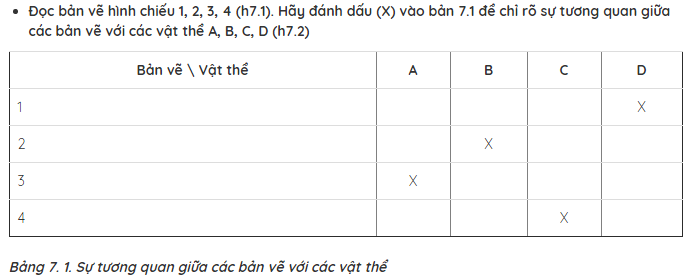 • Đọc bản vẽ hình chiếu 1, 2, 3, 4 (h7.1). Hãy đánh dấu (X) vào bản 7.1 để chỉ rõ sự tương quan giữa
các bản vẽ với các vật thể A, B, C, D (h7.2)
Bản vẽ \ Vật thể A B C D
1 X
2 X
3 X
4 X
Bảng 7. 1. Sự tương quan giữa các bản vẽ với các vật thể